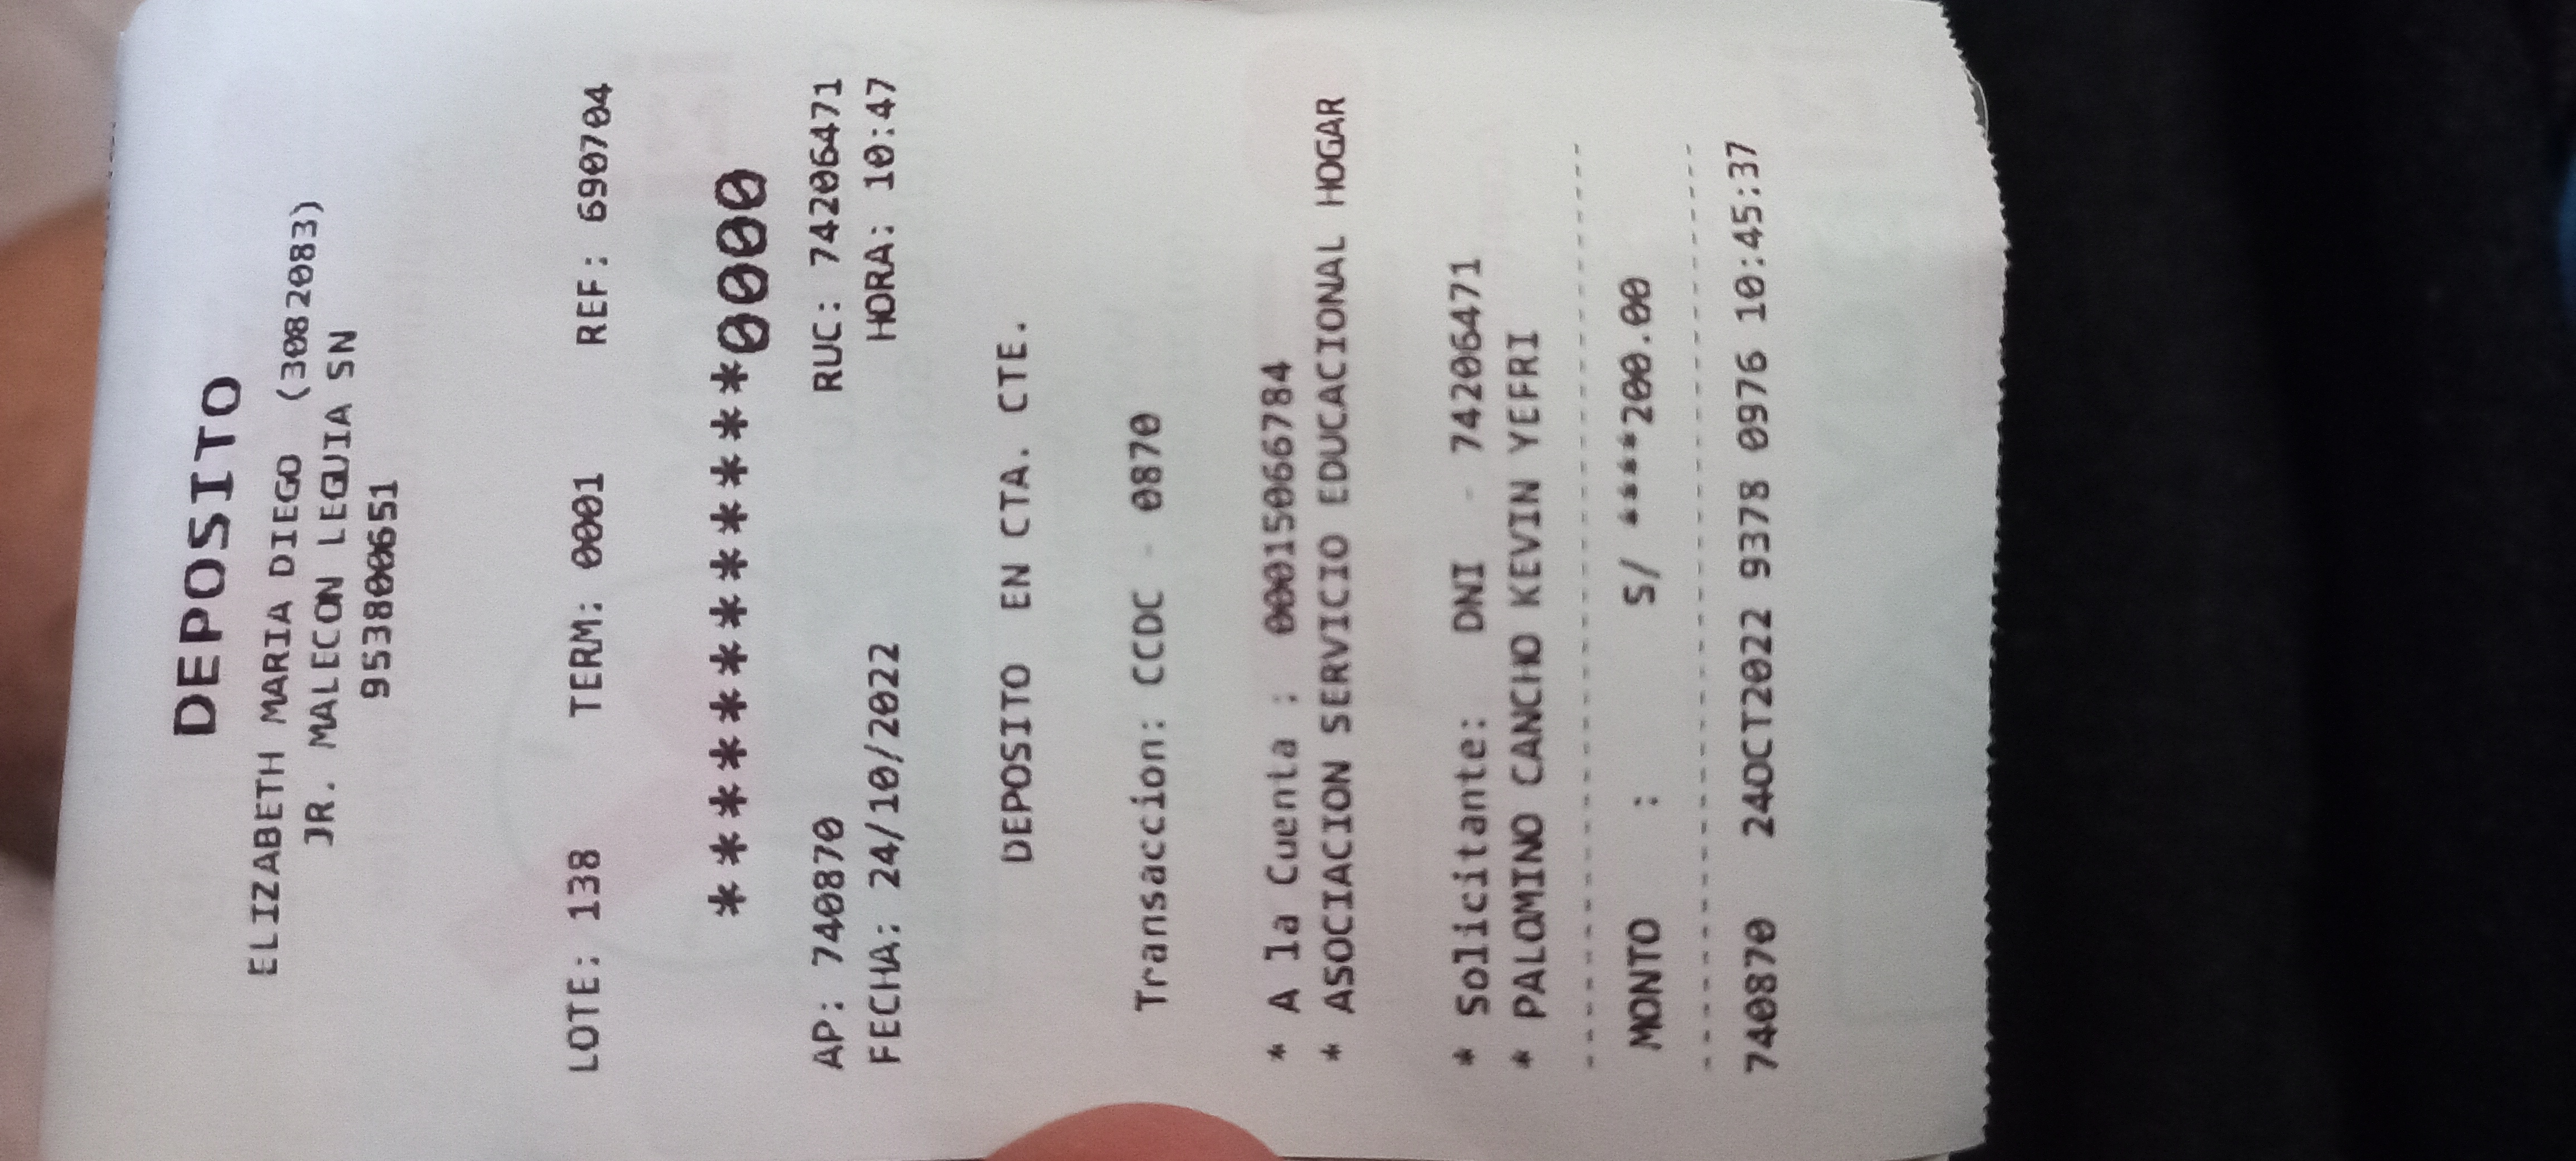 DEPOSITO
ELIZABETH MARIA DIEGO (3082083)
JR. MALECON LEGUIA SN
953800651
LOTE: 138 TERM: 0001 REF: 690704
************0000
AP: 740870 RUC: 74206471
FECHA: 24/10/2022 HORA: 10:47
DEPOSITO EN CTA. CTE.
Transaccion: CCDC - 0870
* A la Cuenta : 00015066784
* ASOCIACION SERVICIO EDUCACIONAL HOGAR
* Solicitante: DNI - 74206471
* PALOMINO CANCHO KEVIN YEFRI
MONTO : S/ ****200.00
740870 24OCT2022 9378 0976 10:45:37